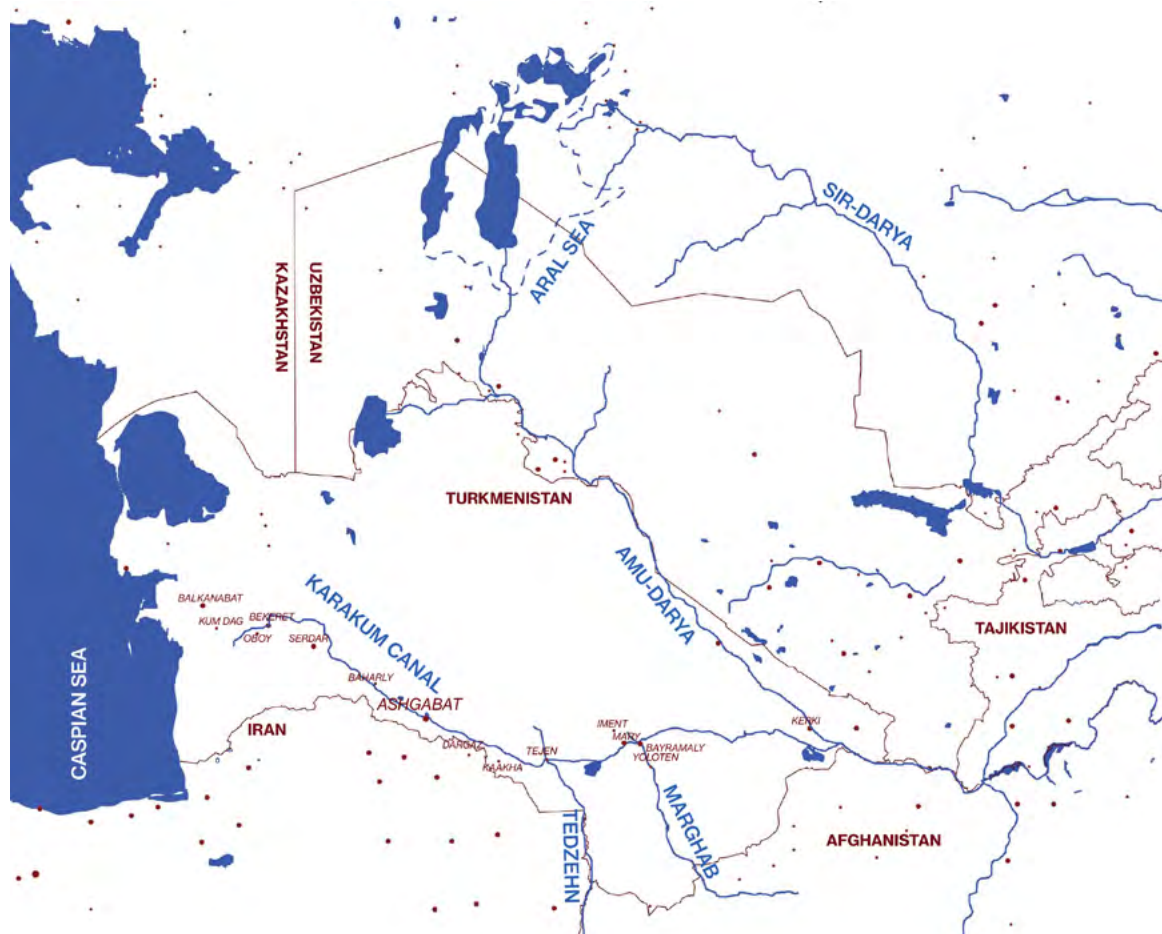 SIR-DARYA
ARAL SEA
KAZAKHSTAN
UZBEKISTAN
TURKMENISTAN
AMU-DARYA
KARAKUM CANAL
BALKANABAT
KUM DAG
BEKERET
OBOY
SERDAR
BAHARLY
ASHGABAT
TAJIKISTAN
CASPIAN SEA
IRAN
DARGAZ
KAAKHA
TEJEN
IMENT
MARY
BAYRAMALY
YOLOTEN
KERKI
TEDZEHN
MARGHAB
AFGHANISTAN